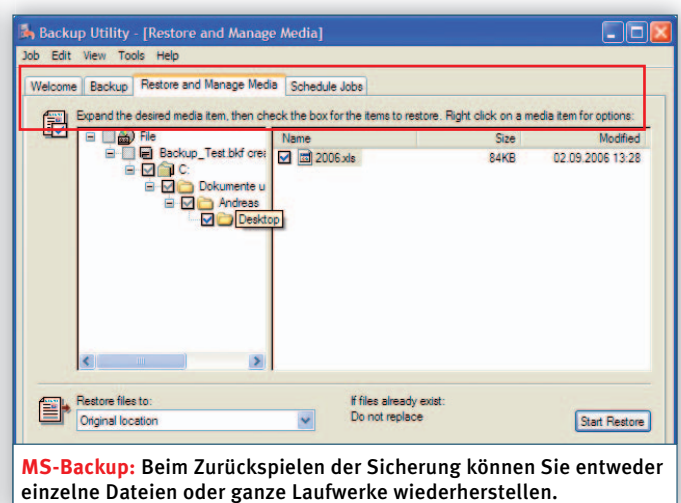 Backup Utility - [Restore and Manage Media]
Job Edit View Tools Help
Welcome Backup Restore and Manage Media Schedule Jobs
Expand the desired media item, then check the box for the items to restore. Right click on a media item for options:
File
Backup_Test.bkf crea
C:
Dokumente u
Andreas
Desktop
Name Size Modified
2006.xls 84KB 02.09.2006 13:28
Restore files to:
Original location
If files already exist:
Do not replace
Start Restore
MS-Backup: Beim Zurückspielen der Sicherung können Sie entweder
einzelne Dateien oder ganze Laufwerke wiederherstellen.